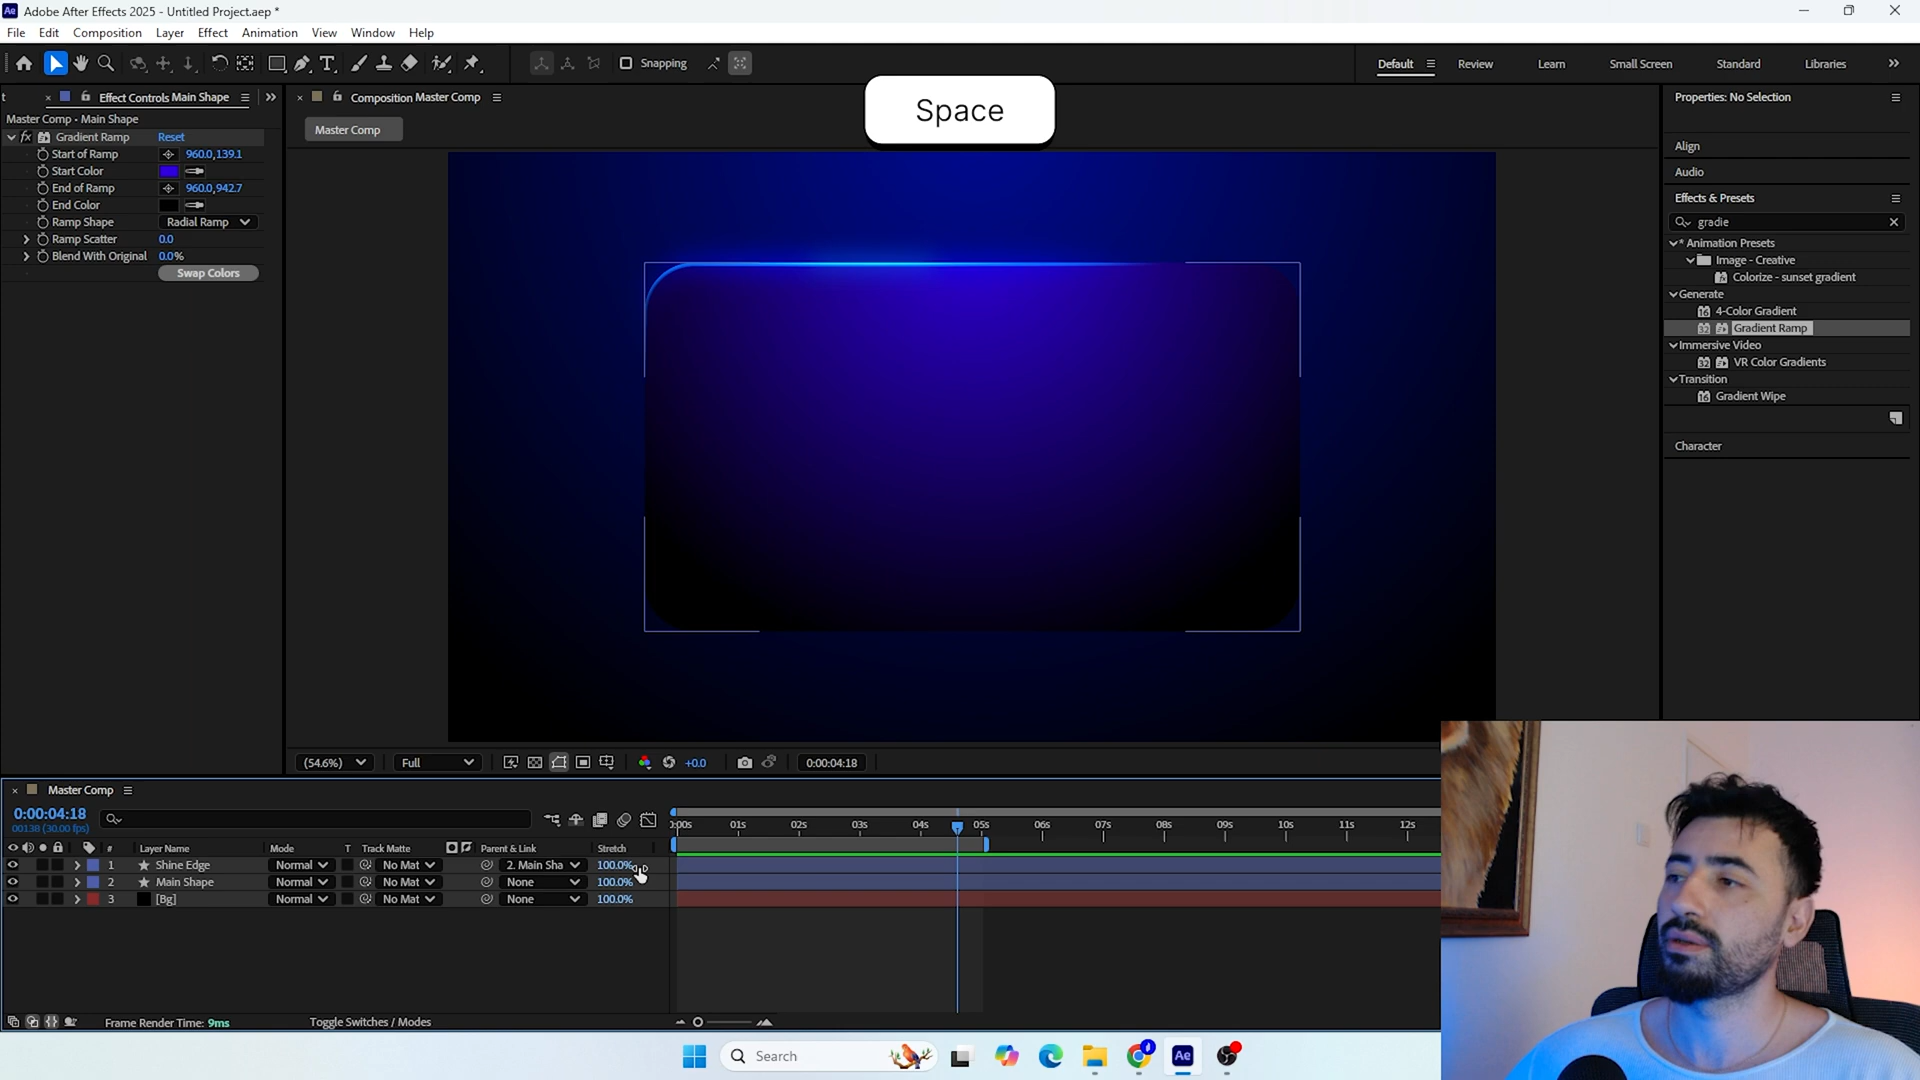 Adobe After Effects 2025 - Untitled Project.aep *
File Edit Composition Layer Effect Animation View Window Help
Snapping
Default Review Learn Small Screen Standard Libraries
Effect Controls Main Shape
Composition Master Comp
Space
Properties: No Selection
Master Comp • Main Shape
Master Comp
fx Gradient Ramp Reset
Start of Ramp 960.0,139.1
Start Color
End of Ramp 960.0,942.7
End Color
Ramp Shape Radial Ramp
Ramp Scatter 0.0
Blend With Original 0.0%
Swap Colors
Align
Audio
Effects & Presets
gradie
* Animation Presets
Image - Creative
Colorize - sunset gradient
Generate
4-Color Gradient
Gradient Ramp
Immersive Video
VR Color Gradients
Transition
Gradient Wipe
Character
(54.6%) Full +0.0 0:00:04:18
Master Comp
0:00:04:18
00138 (30.00 fps)
:00s 01s 02s 03s 04s 05s 06s 07s 08s 09s 10s 11s 12s
# Layer Name Mode T Track Matte Parent & Link Stretch
1 Shine Edge Normal No Mat 2. Main Sha 100.0%
2 Main Shape Normal No Mat None 100.0%
3 [Bg] Normal No Mat None 100.0%
Frame Render Time: 9ms Toggle Switches / Modes
Search
Ae